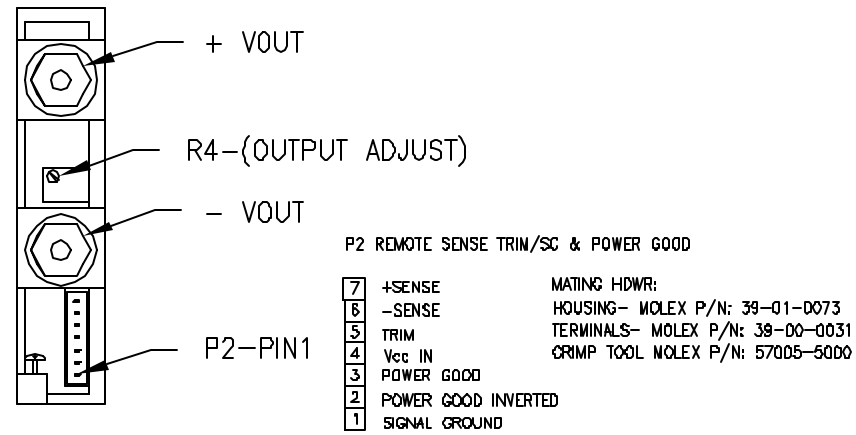 + VOUT
R4-(OUTPUT ADJUST)
- VOUT
P2-PIN1
P2 REMOTE SENSE TRIM/SC & POWER GOOD
7 +SENSE
6 -SENSE
5 TRIM
4 Vcc IN
3 POWER GOOD
2 POWER GOOD INVERTED
1 SIGNAL GROUND
MATING HDWR:
HOUSING- MOLEX P/N: 39-01-0073
TERMINALS- MOLEX P/N: 39-00-0031
CRIMP TOOL MOLEX P/N: 57005-5000